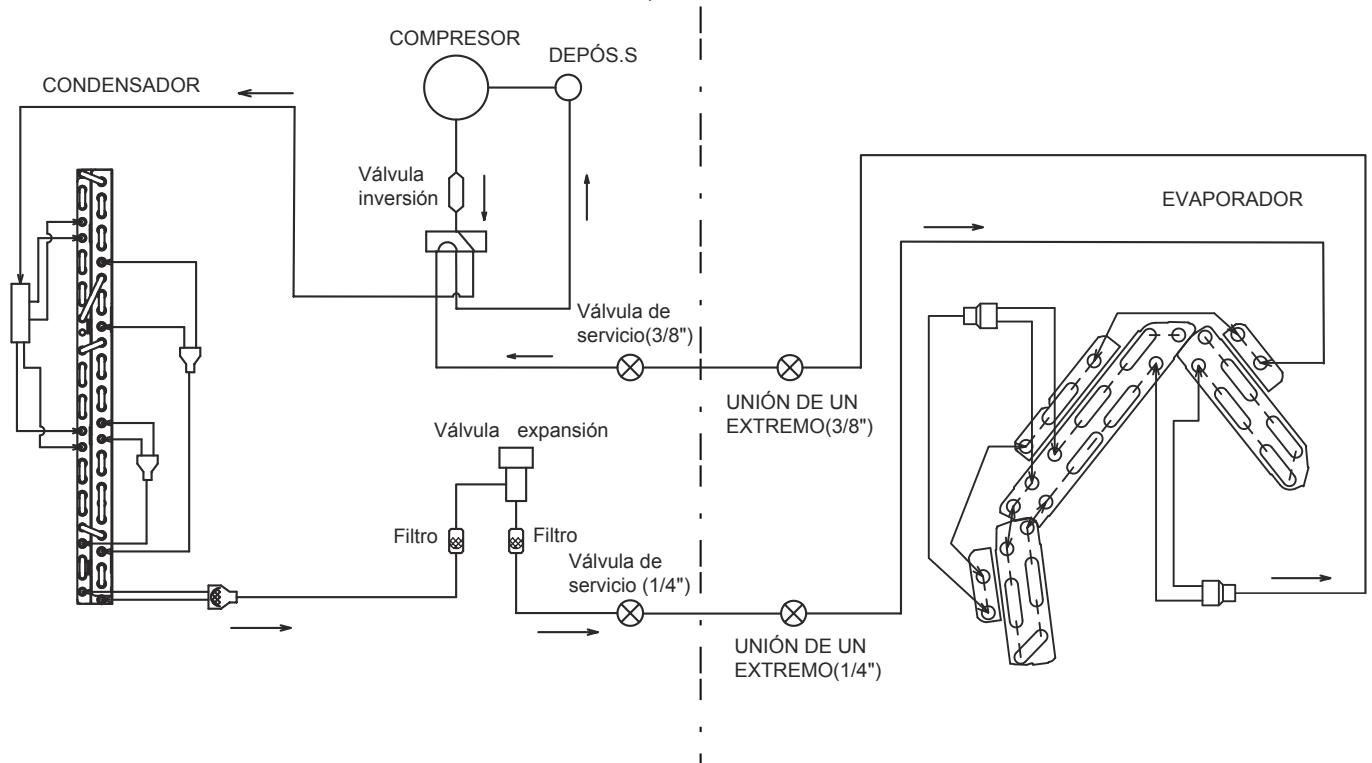 COMPRESOR
DEPÓS.S
CONDENSADOR
Válvula
inversión
EVAPORADOR
Válvula de
servicio(3/8")
UNIÓN DE UN
EXTREMO(3/8")
Válvula expansión
Filtro
Filtro
Válvula de
servicio (1/4")
UNIÓN DE UN
EXTREMO(1/4")